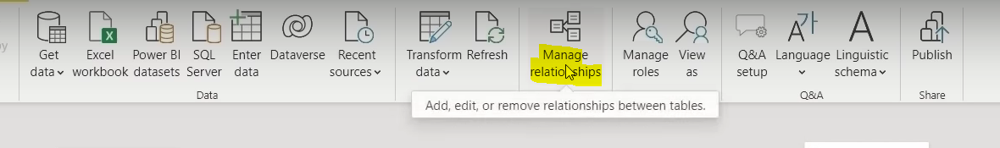 Get
data
Excel
workbook
Power BI
datasets
SQL
Server
Enter
data
Dataverse
Recent
sources
Transform
data
Refresh
Manage
relationships
Manage
roles
View
as
Q&A
setup
Language
가
A
Linguistic
schema
Publish
Data
Q&A
Share
Add, edit, or remove relationships between tables.